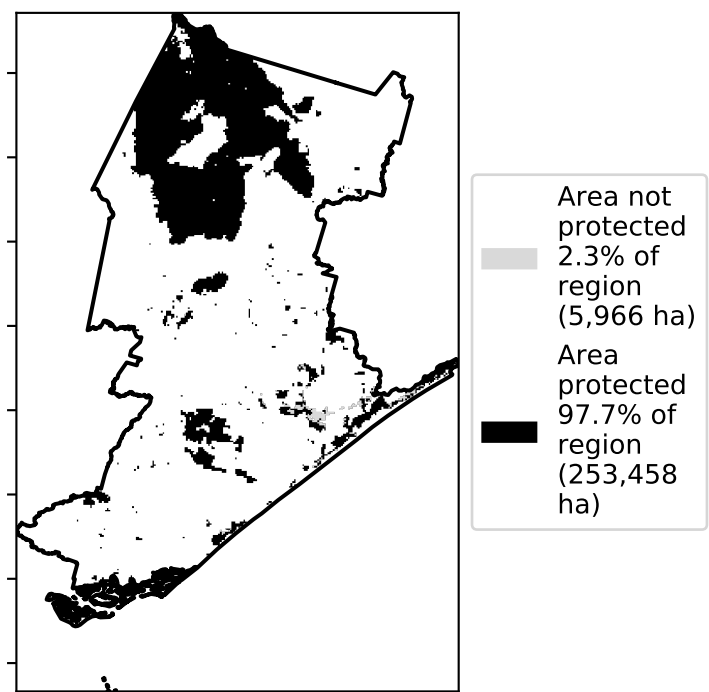 Area not
protected
2.3% of
region
(5,966 ha)
Area
protected
97.7% of
region
(253,458
ha)